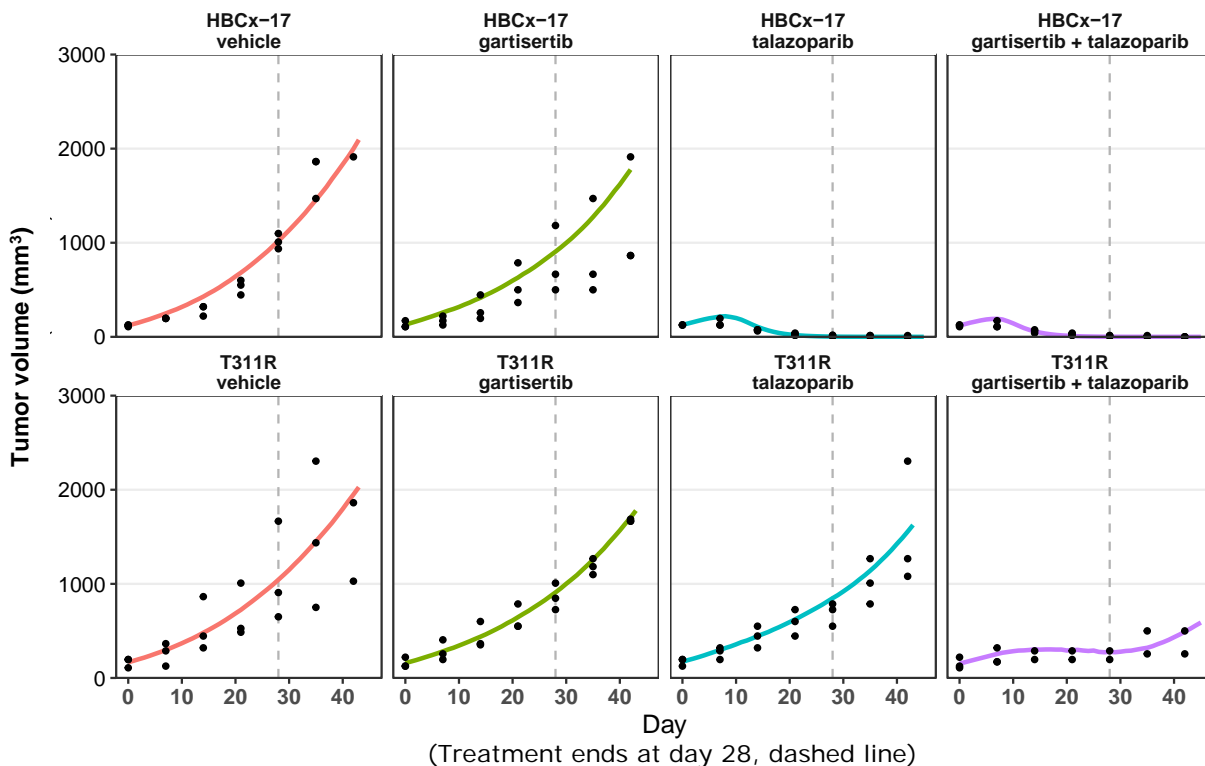 HBCx−17
vehicle
HBCx−17
gartisertib
HBCx−17
talazoparib
HBCx−17
gartisertib + talazoparib
3000
2000
1000
0
T311R
vehicle
T311R
gartisertib
T311R
talazoparib
T311R
gartisertib + talazoparib
3000
2000
1000
0
Tumor volume (mm³)
0 10 20 30 40
0 10 20 30 40
0 10 20 30 40
0 10 20 30 40
Day
(Treatment ends at day 28, dashed line)